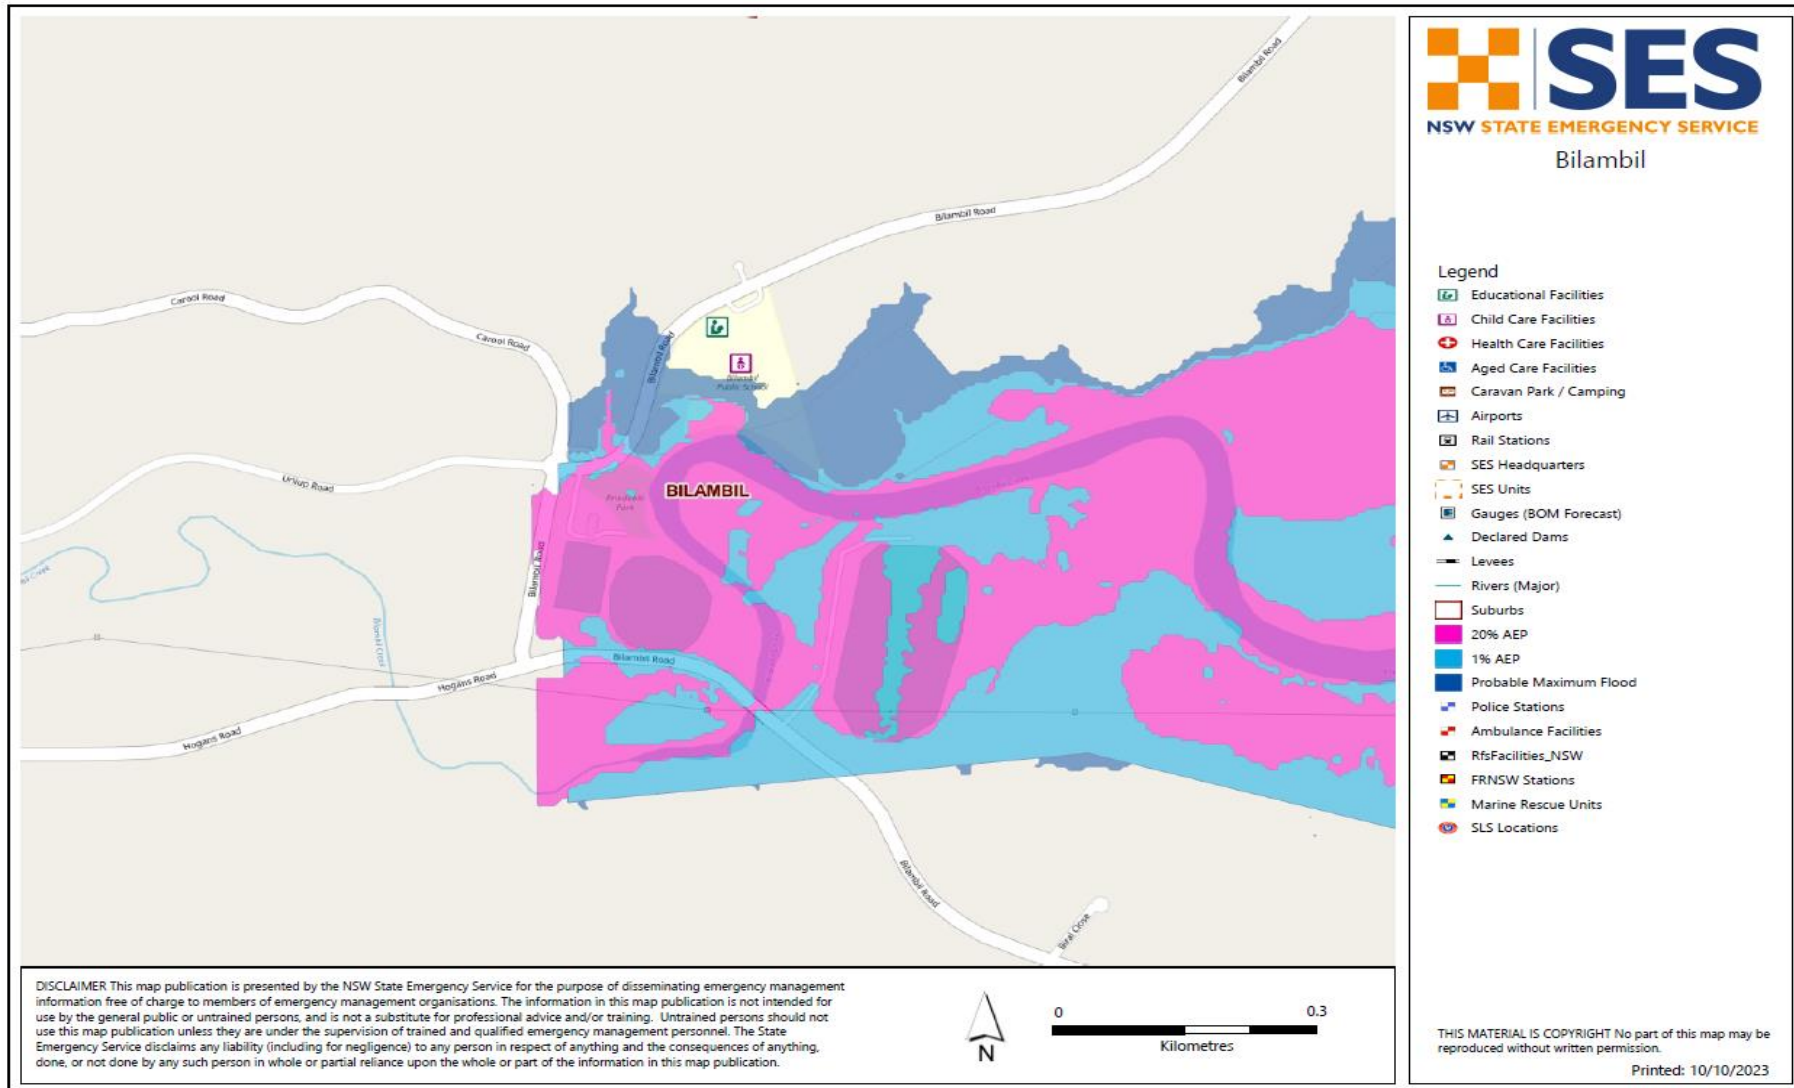 SES
NSW STATE EMERGENCY SERVICE
Bilambil
Bilambil Road
Bilambil Road
Carool Road
Carool Road
Bilambil Road
Bilambil
Public School
Urliup Road
BILAMBIL
Park
Bilambil Road
Bilambil Creek
Bilambil Road
Hogans Road
Hogans Road
Bilambil Road
Biral Close
Legend
Educational Facilities
Child Care Facilities
Health Care Facilities
Aged Care Facilities
Caravan Park / Camping
Airports
Rail Stations
SES Headquarters
SES Units
Gauges (BOM Forecast)
Declared Dams
Levees
Rivers (Major)
Suburbs
20% AEP
1% AEP
Probable Maximum Flood
Police Stations
Ambulance Facilities
RfsFacilities_NSW
FRNSW Stations
Marine Rescue Units
SLS Locations
DISCLAIMER This map publication is presented by the NSW State Emergency Service for the purpose of disseminating emergency management
information free of charge to members of emergency management organisations. The information in this map publication is not intended for
use by the general public or untrained persons, and is not a substitute for professional advice and/or training. Untrained persons should not
use this map publication unless they are under the supervision of trained and qualified emergency management personnel. The State
Emergency Service disclaims any liability (including for negligence) to any person in respect of anything and the consequences of anything,
done, or not done by any such person in whole or partial reliance upon the whole or part of the information in this map publication.
N
0 0.3
Kilometres
THIS MATERIAL IS COPYRIGHT No part of this map may be
reproduced without written permission.
Printed: 10/10/2023